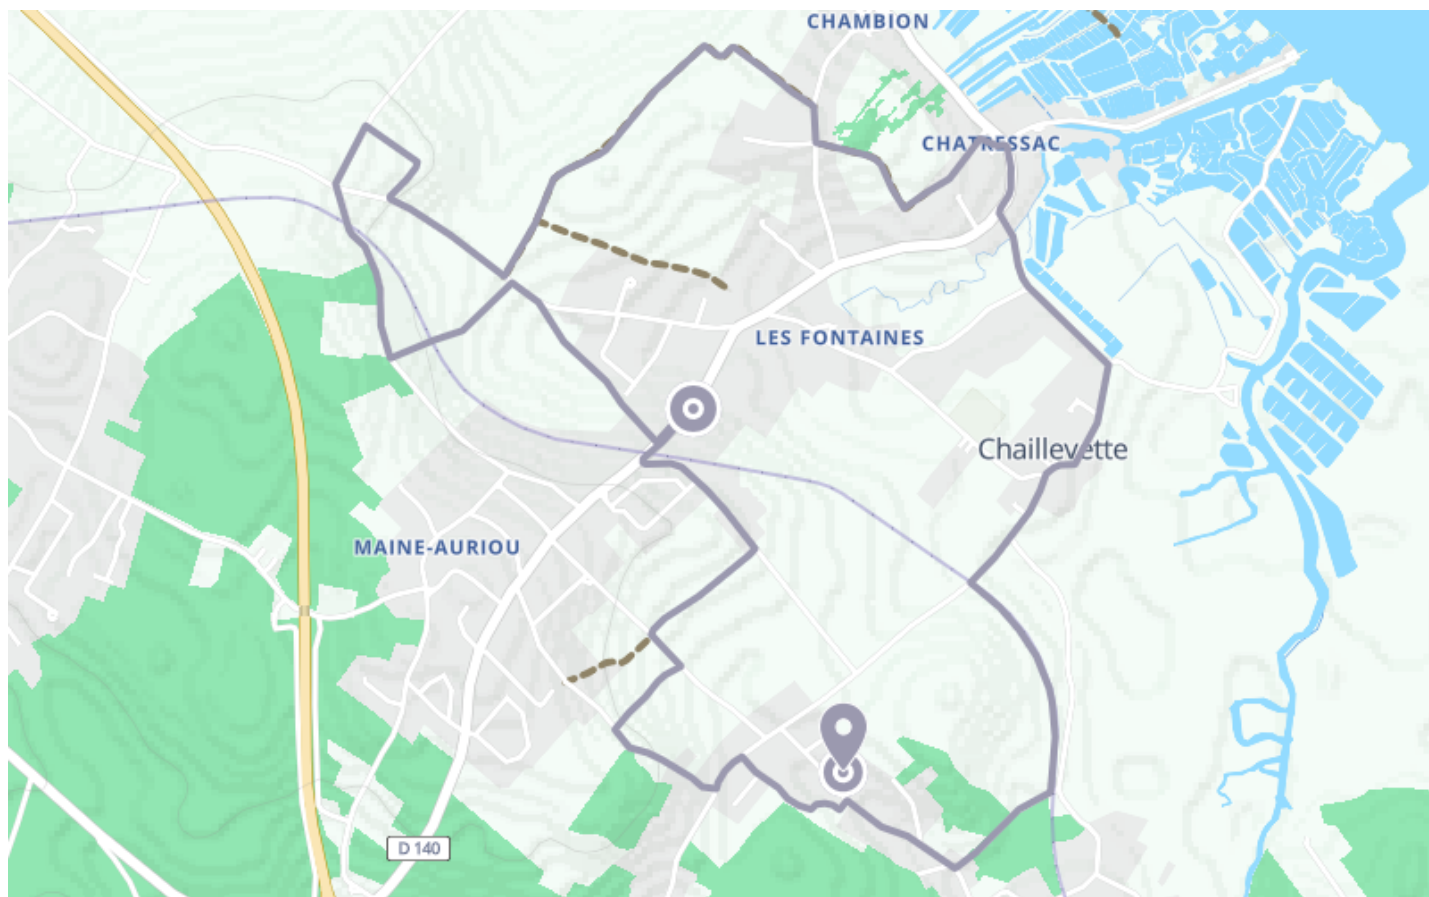 CHAMBION
CHATRESSAC
LES FONTAINES
Chaillevette
MAINE-AURIOU
D 140